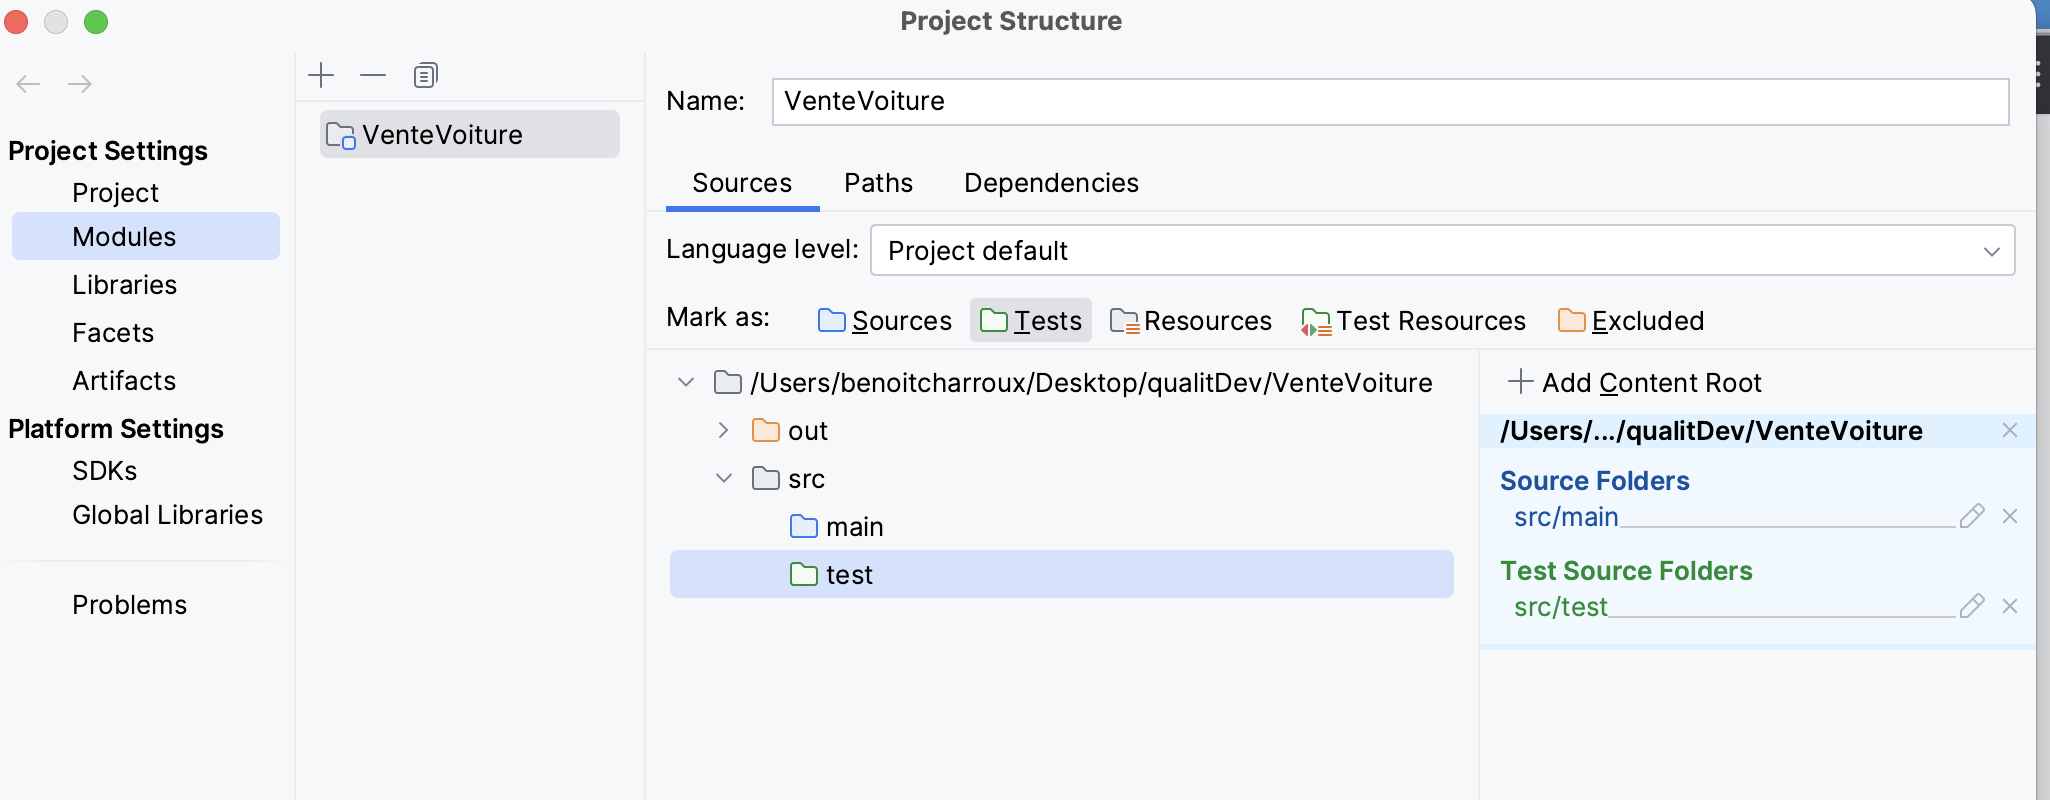 Project Structure
Project Settings
Project
Modules
Libraries
Facets
Artifacts
Platform Settings
SDKs
Global Libraries
Problems
VenteVoiture
Name: VenteVoiture
Sources Paths Dependencies
Language level: Project default
Mark as: Sources Tests Resources Test Resources Excluded
/Users/benoitcharroux/Desktop/qualitDev/VenteVoiture
out
src
main
test
Add Content Root
/Users/.../qualitDev/VenteVoiture
Source Folders
src/main
Test Source Folders
src/test